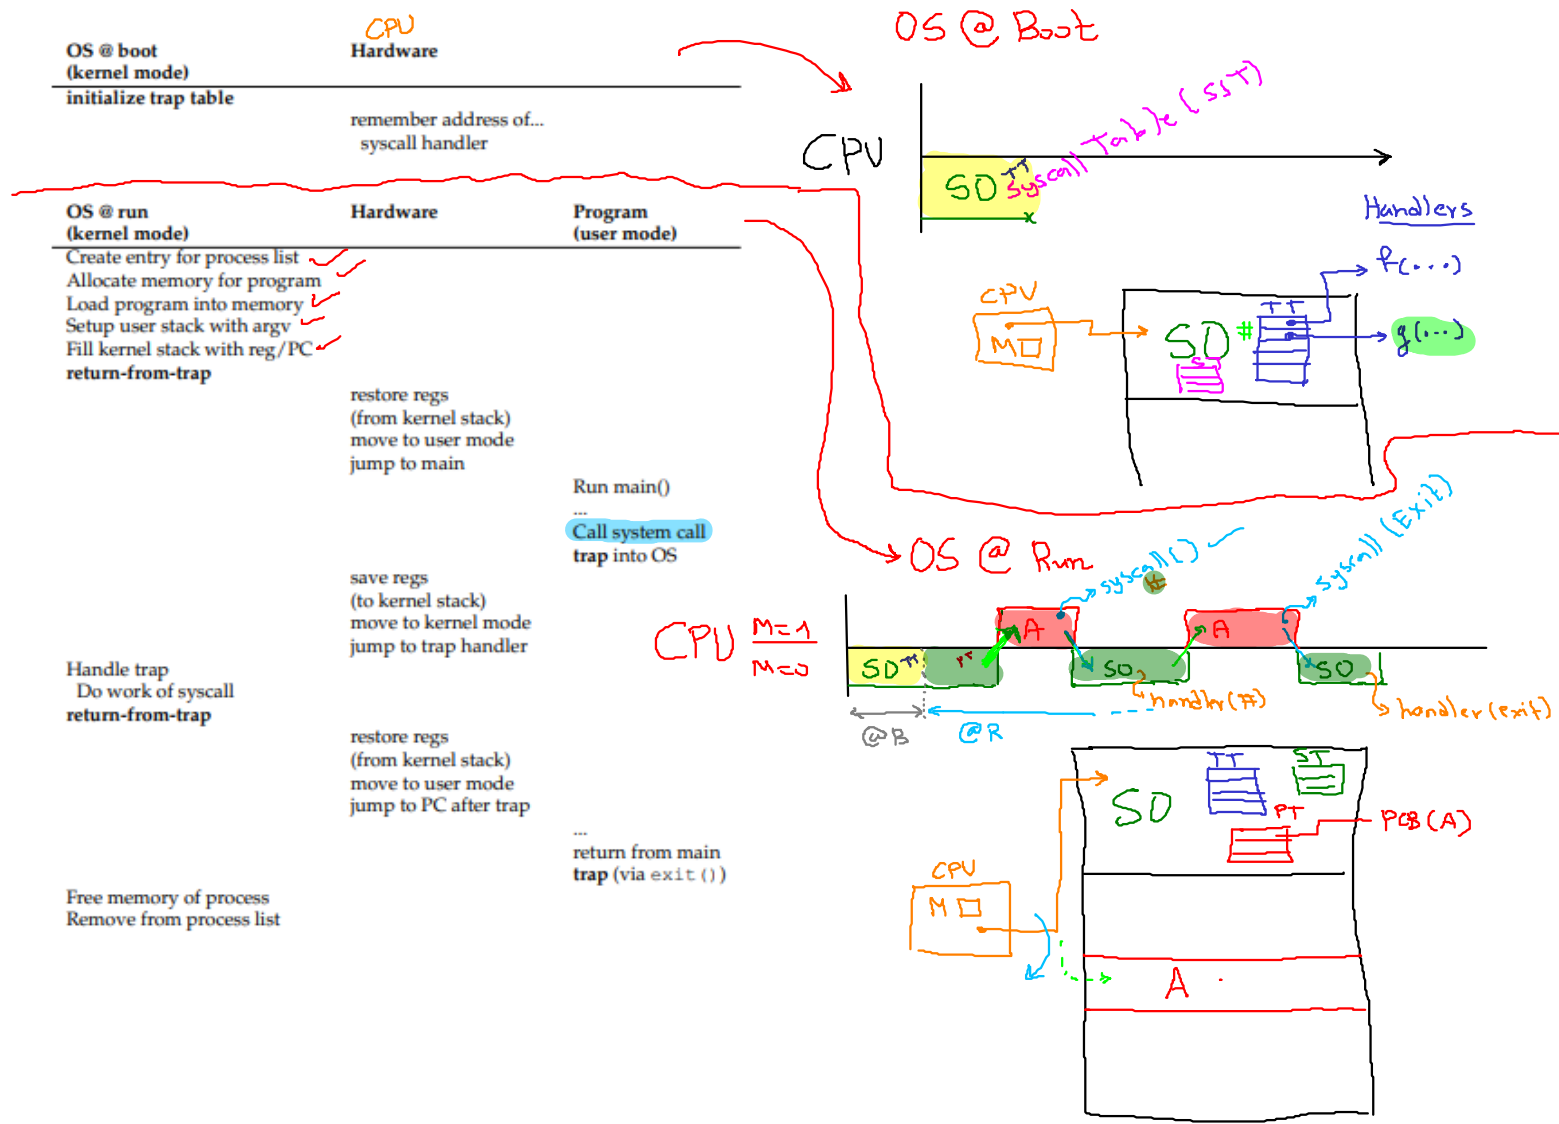 CPU
OS @ boot
(kernel mode)
Hardware
initialize trap table
remember address of...
syscall handler
OS @ run
(kernel mode)
Hardware
Program
(user mode)
Create entry for process list
Allocate memory for program
Load program into memory
Setup user stack with argv
Fill kernel stack with reg/PC
return-from-trap
restore regs
(from kernel stack)
move to user mode
jump to main
Run main()
...
Call system call
trap into OS
save regs
(to kernel stack)
move to kernel mode
jump to trap handler
Handle trap
Do work of syscall
return-from-trap
restore regs
(from kernel stack)
move to user mode
jump to PC after trap
...
return from main
trap (via exit())
Free memory of process
Remove from process list
OS @ Boot
CPU
SO
TT
Syscall Table (SST)
x
Handlers
f(...)
g(...)
CPU
M
SO
#
TT
ST
OS @ Run
syscall()
#
syscall (Exit)
CPU
M=1
M=0
SO
TT
PT
A
SO
A
SO
handler(#)
handler(exit)
@B
@R
SO
TT
ST
PT
PCB(A)
CPU
M
A